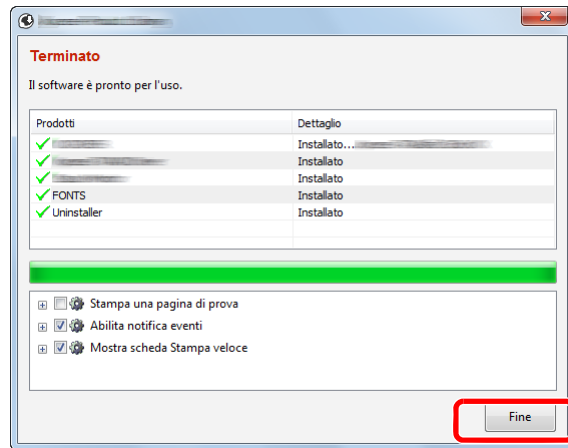 Terminato
Il software è pronto per l'uso.
Prodotti Dettaglio
Installato...
Installato
Installato
FONTS Installato
Uninstaller Installato
Stampa una pagina di prova
Abilita notifica eventi
Mostra scheda Stampa veloce
Fine